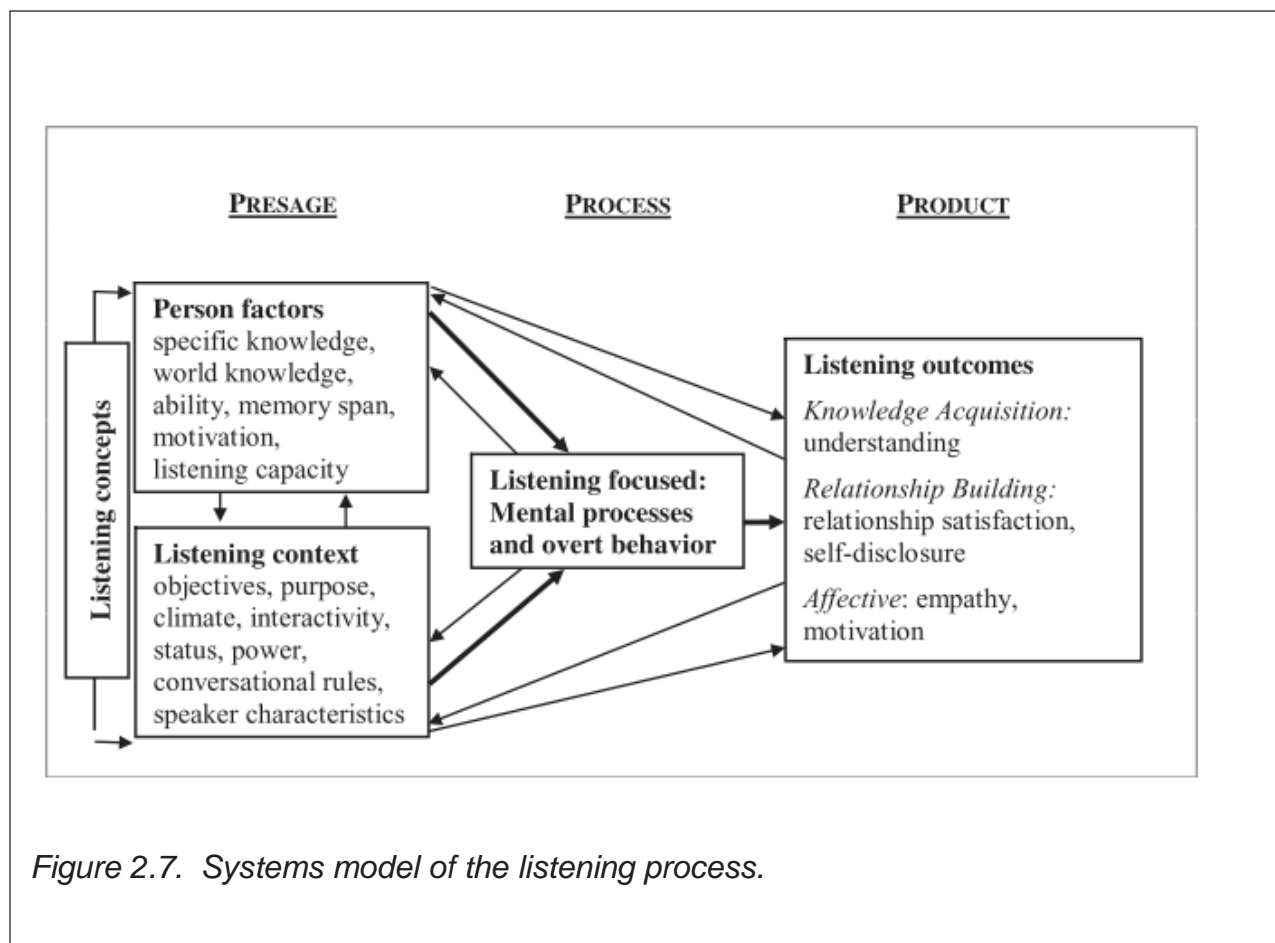 PRESAGE
PROCESS
PRODUCT
Listening concepts
Person factors
specific knowledge,
world knowledge,
ability, memory span,
motivation,
listening capacity
Listening context
objectives, purpose,
climate, interactivity,
status, power,
conversational rules,
speaker characteristics
Listening focused:
Mental processes
and overt behavior
Listening outcomes
Knowledge Acquisition:
understanding
Relationship Building:
relationship satisfaction,
self-disclosure
Affective: empathy,
motivation
Figure 2.7. Systems model of the listening process.